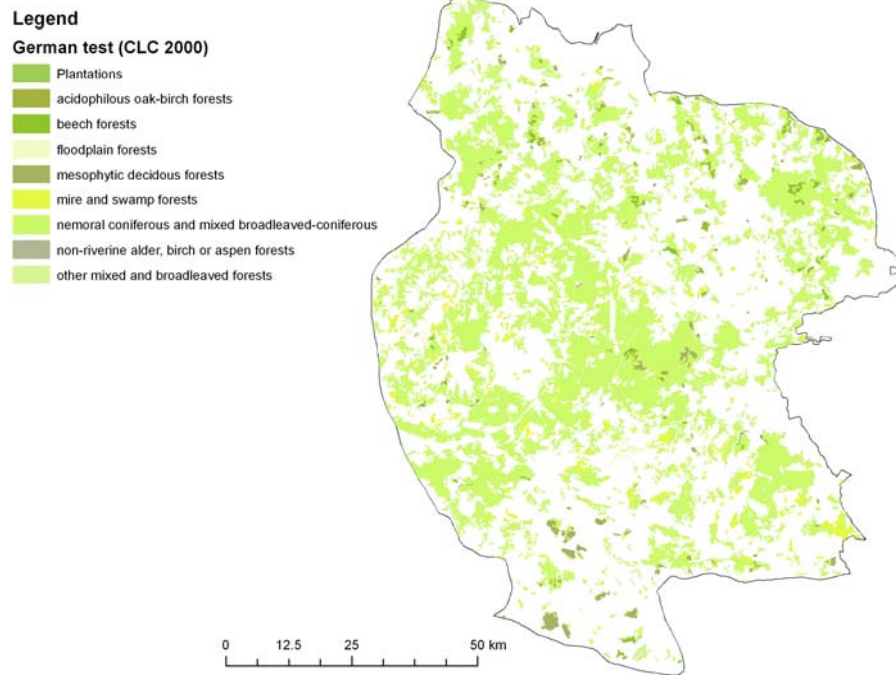 Legend
German test (CLC 2000)
Plantations
acidophilous oak-birch forests
beech forests
floodplain forests
mesophytic decidous forests
mire and swamp forests
nemoral coniferous and mixed broadleaved-coniferous
non-riverine alder, birch or aspen forests
other mixed and broadleaved forests
0 12.5 25 50 km